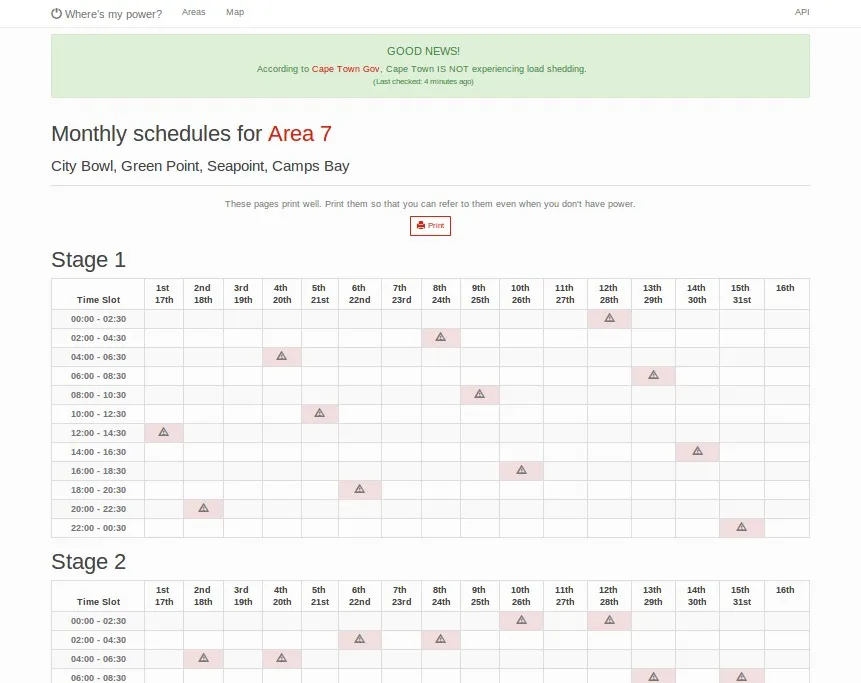 Where's my power? Areas Map API
GOOD NEWS!
According to Cape Town Gov, Cape Town IS NOT experiencing load shedding.
(Last checked: 4 minutes ago)
Monthly schedules for Area 7
City Bowl, Green Point, Seapoint, Camps Bay
These pages print well. Print them so that you can refer to them even when you don't have power.
Print
Stage 1
1st 2nd 3rd 4th 5th 6th 7th 8th 9th 10th 11th 12th 13th 14th 15th 16th
Time Slot 17th 18th 19th 20th 21st 22nd 23rd 24th 25th 26th 27th 28th 29th 30th 31st
00:00 - 02:30
02:00 - 04:30
04:00 - 06:30
06:00 - 08:30
08:00 - 10:30
10:00 - 12:30
12:00 - 14:30
14:00 - 16:30
16:00 - 18:30
18:00 - 20:30
20:00 - 22:30
22:00 - 00:30
Stage 2
1st 2nd 3rd 4th 5th 6th 7th 8th 9th 10th 11th 12th 13th 14th 15th 16th
Time Slot 17th 18th 19th 20th 21st 22nd 23rd 24th 25th 26th 27th 28th 29th 30th 31st
00:00 - 02:30
02:00 - 04:30
04:00 - 06:30
06:00 - 08:30